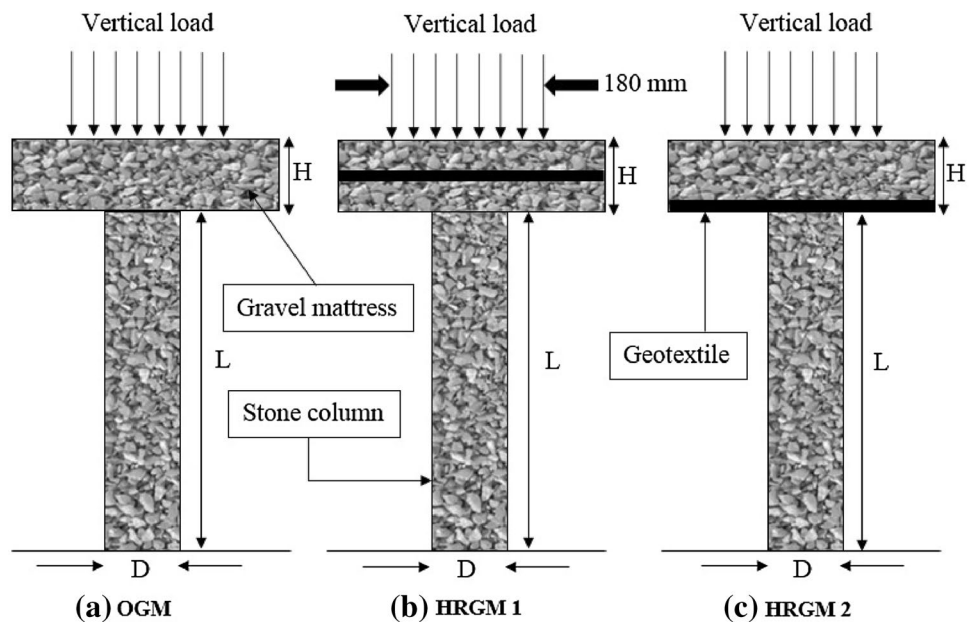 Vertical load
Vertical load
Vertical load
180 mm
H
H
H
Gravel mattress
Geotextile
L
L
L
Stone column
D
D
D
(a) OGM
(b) HRGM 1
(c) HRGM 2